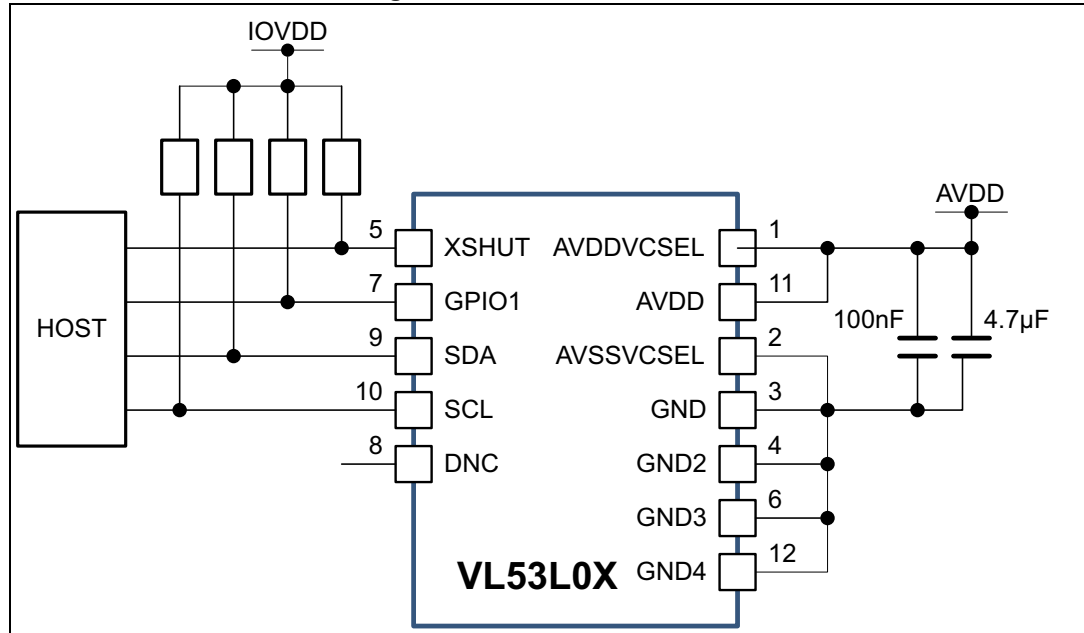 IOVDD
AVDD
HOST
5
XSHUT
AVDDVCSEL
1
7
GPIO1
AVDD
11
100nF
4.7µF
9
SDA
AVSSVCSEL
2
10
SCL
GND
3
8
DNC
GND2
4
GND3
6
VL53L0X
GND4
12